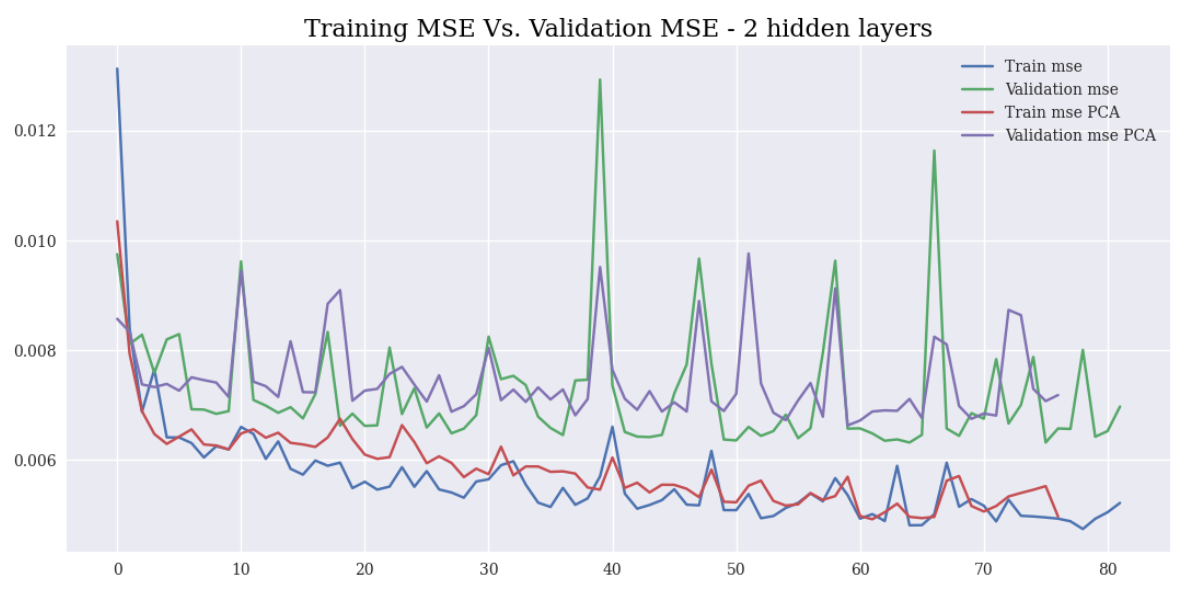 Training MSE Vs. Validation MSE - 2 hidden layers
Train mse
Validation mse
Train mse PCA
Validation mse PCA
0.012
0.010
0.008
0.006
0 10 20 30 40 50 60 70 80